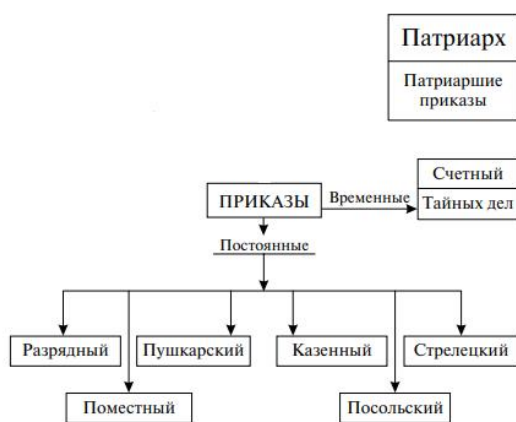 Патриарх
Патриаршие
приказы
Счетный
ПРИКАЗЫ
Временные
Тайных дел
Постоянные
Разрядный
Пушкарский
Казенный
Стрелецкий
Поместный
Посольский